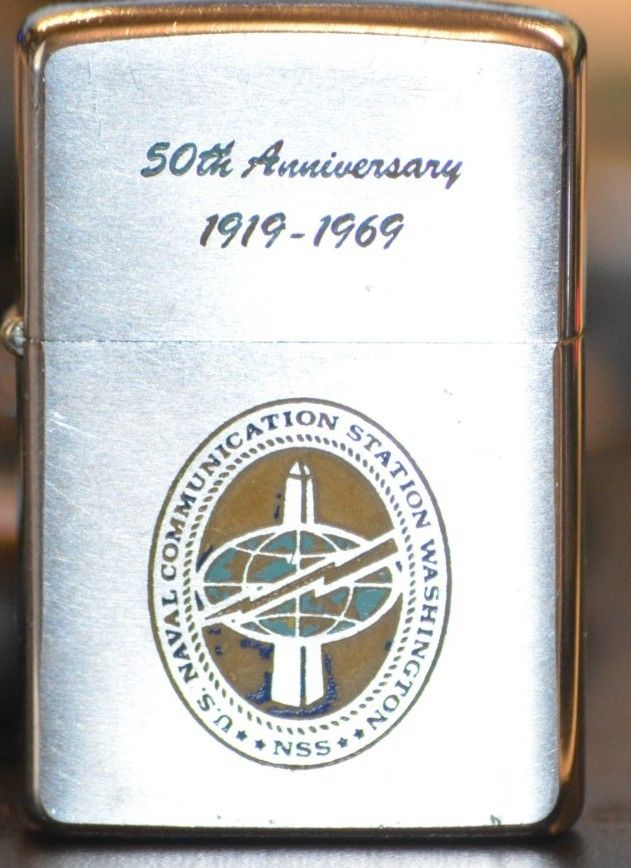 50th Anniversary
1919-1969
U.S. NAVAL COMMUNICATION STATION WASHINGTON
★★ NSS ★★